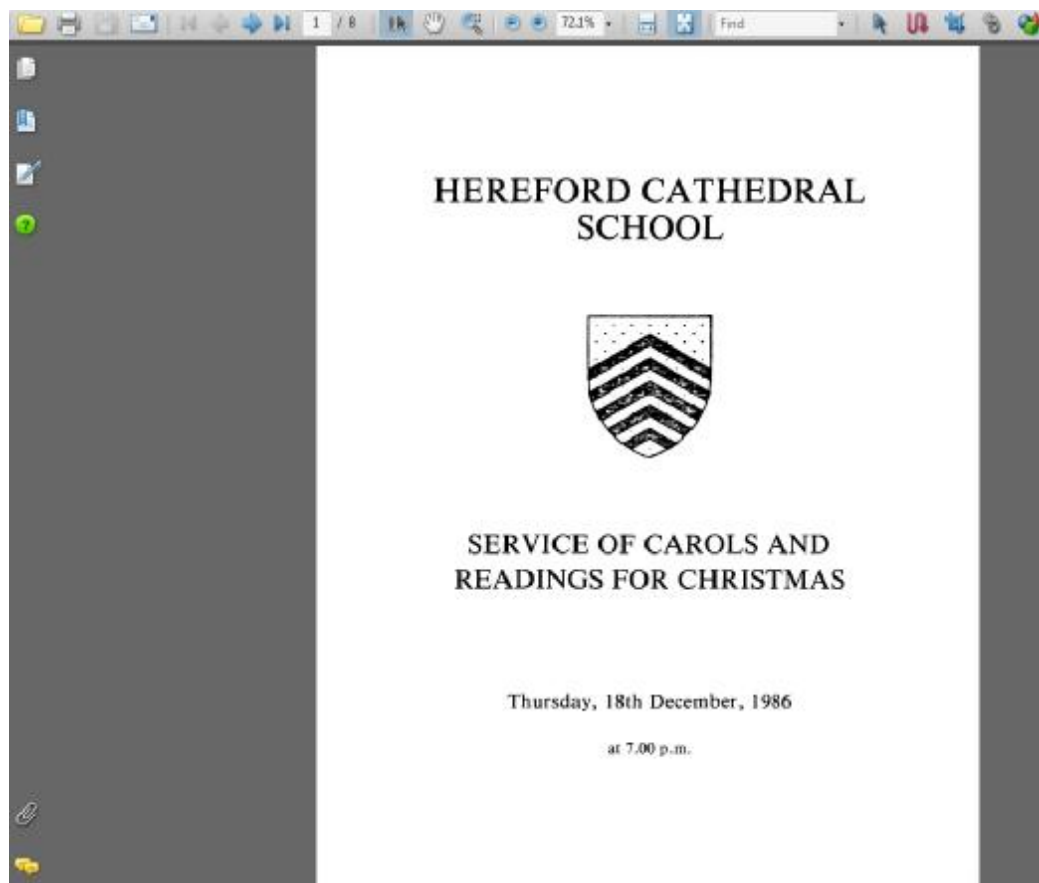 1 / 8 72.1% Find
HEREFORD CATHEDRAL
SCHOOL
SERVICE OF CAROLS AND
READINGS FOR CHRISTMAS
Thursday, 18th December, 1986
at 7.00 p.m.